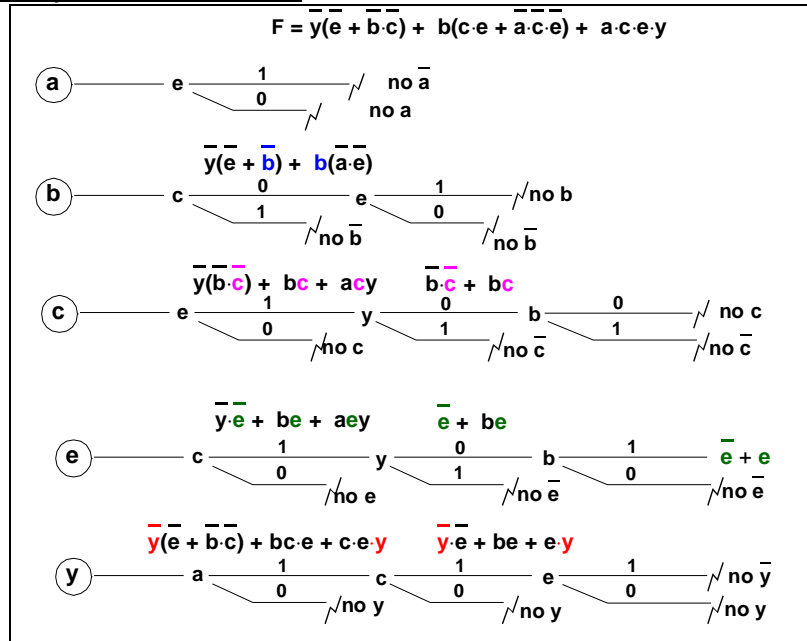 F = y̅(e̅ + b̅·c̅) + b(c·e + a̅·c̅·e̅) + a·c·e·y
a e 1 no a̅
0 no a
y̅(e̅ + b̅) + b(a̅·e̅)
b c 0 e 1 no b
1 no b̅ 0 no b̅
y̅(b̅·c̅) + bc + acy b̅·c̅ + bc
c e 1 y 0 b 0 no c
0 no c 1 no c̅ 1 no c̅
y̅·e̅ + be + aey e̅ + be
e c 1 y 0 b 1 e̅ + e
0 no e 1 no e̅ 0 no e̅
y̅(e̅ + b̅·c̅) + bc·e + c·e·y y̅·e̅ + be + e·y
y a 1 c 1 e 1 no y̅
0 no y 0 no y 0 no y